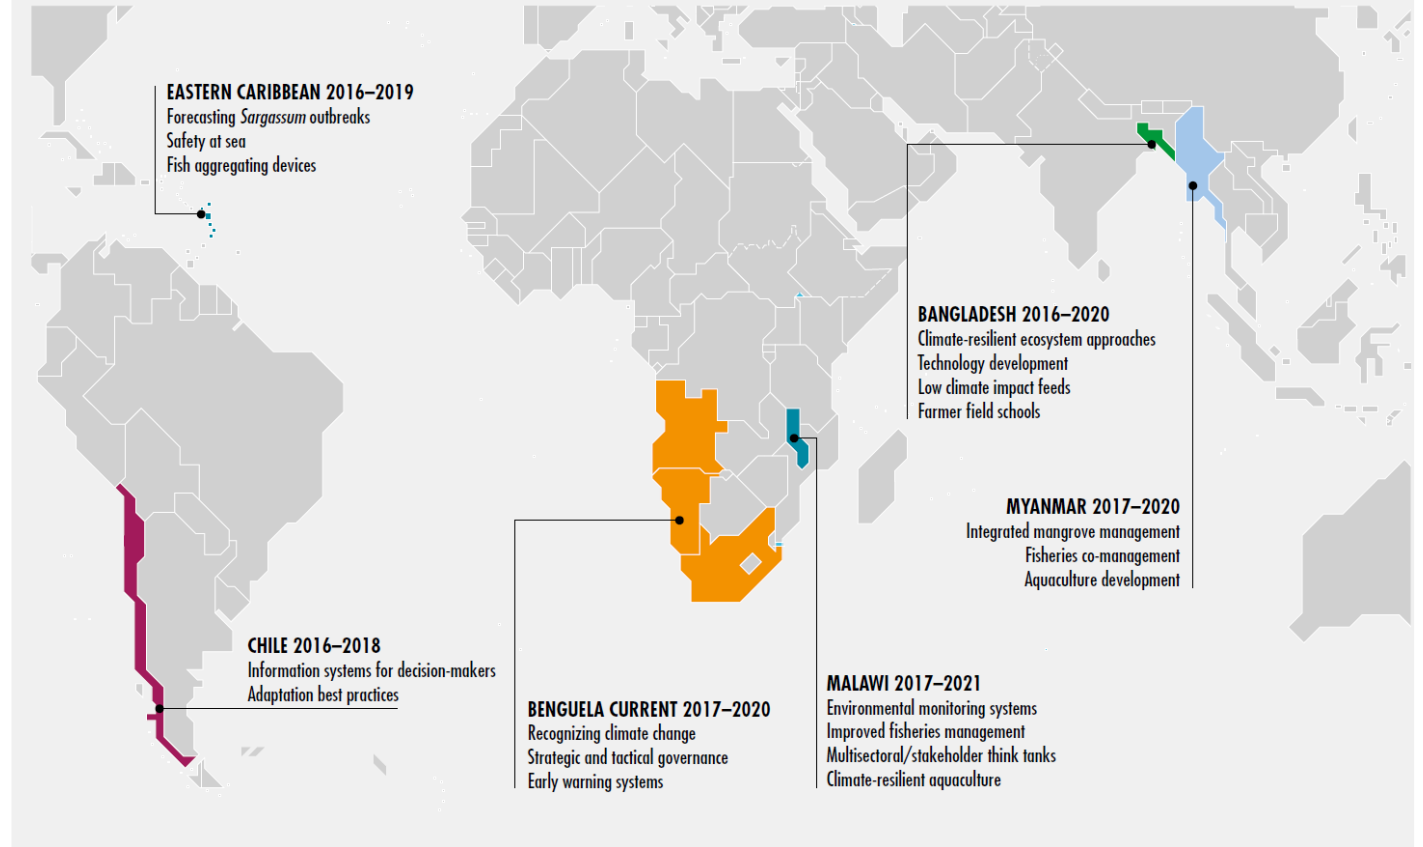 EASTERN CARIBBEAN 2016–2019
Forecasting Sargassum outbreaks
Safety at sea
Fish aggregating devices
BANGLADESH 2016–2020
Climate-resilient ecosystem approaches
Technology development
Low climate impact feeds
Farmer field schools
MYANMAR 2017–2020
Integrated mangrove management
Fisheries co-management
Aquaculture development
CHILE 2016–2018
Information systems for decision-makers
Adaptation best practices
BENGUELA CURRENT 2017–2020
Recognizing climate change
Strategic and tactical governance
Early warning systems
MALAWI 2017–2021
Environmental monitoring systems
Improved fisheries management
Multisectoral/stakeholder think tanks
Climate-resilient aquaculture